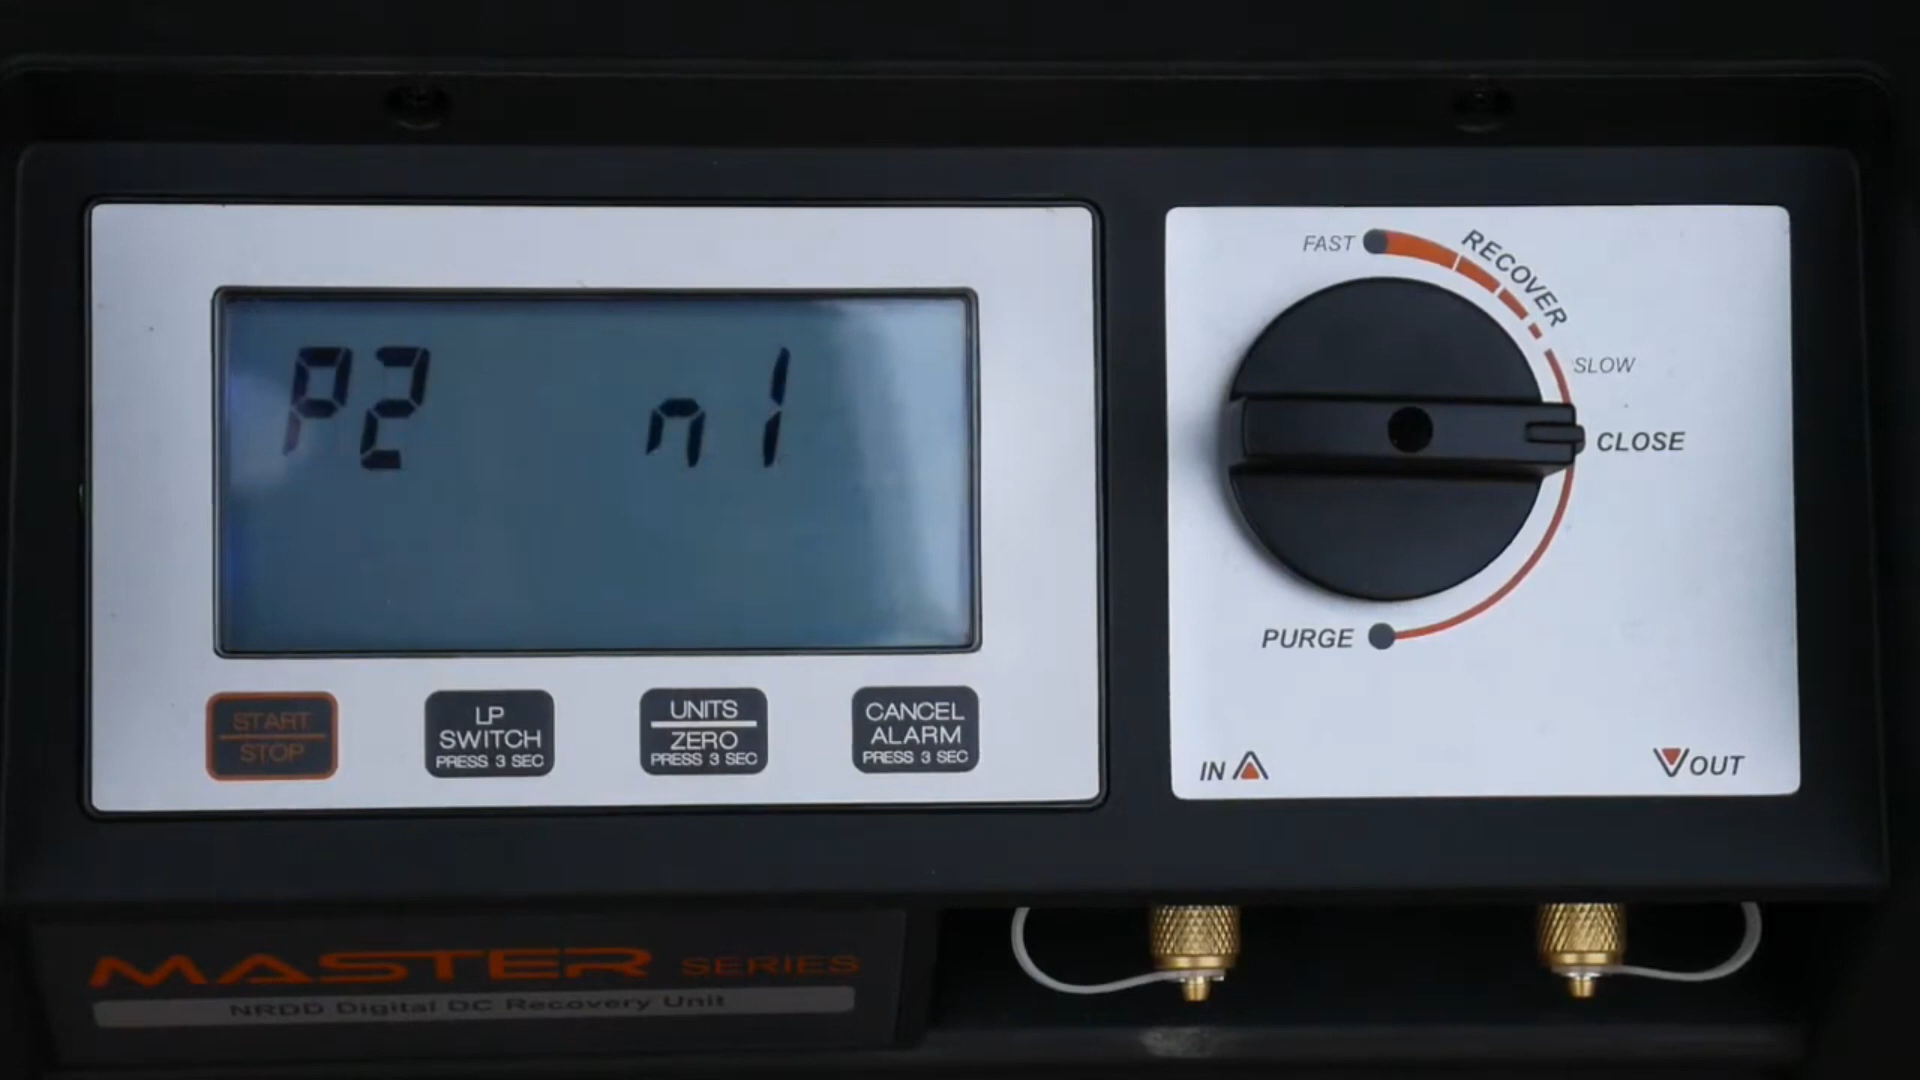 P2 n1
START
STOP
LP
SWITCH
PRESS 3 SEC
UNITS
ZERO
PRESS 3 SEC
CANCEL
ALARM
PRESS 3 SEC
FAST
RECOVER
SLOW
CLOSE
PURGE
IN
OUT
MASTER SERIES
NRDD Digital DC Recovery Unit